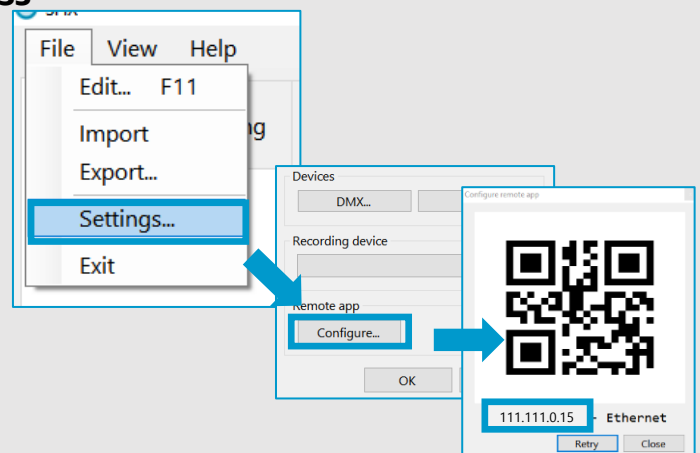 File View Help
Edit... F11
Import
Export...
Settings...
Exit
Devices
DMX...
Recording device
Remote app
Configure...
OK
Configure remote app
111.111.0.15 - Ethernet
Retry Close